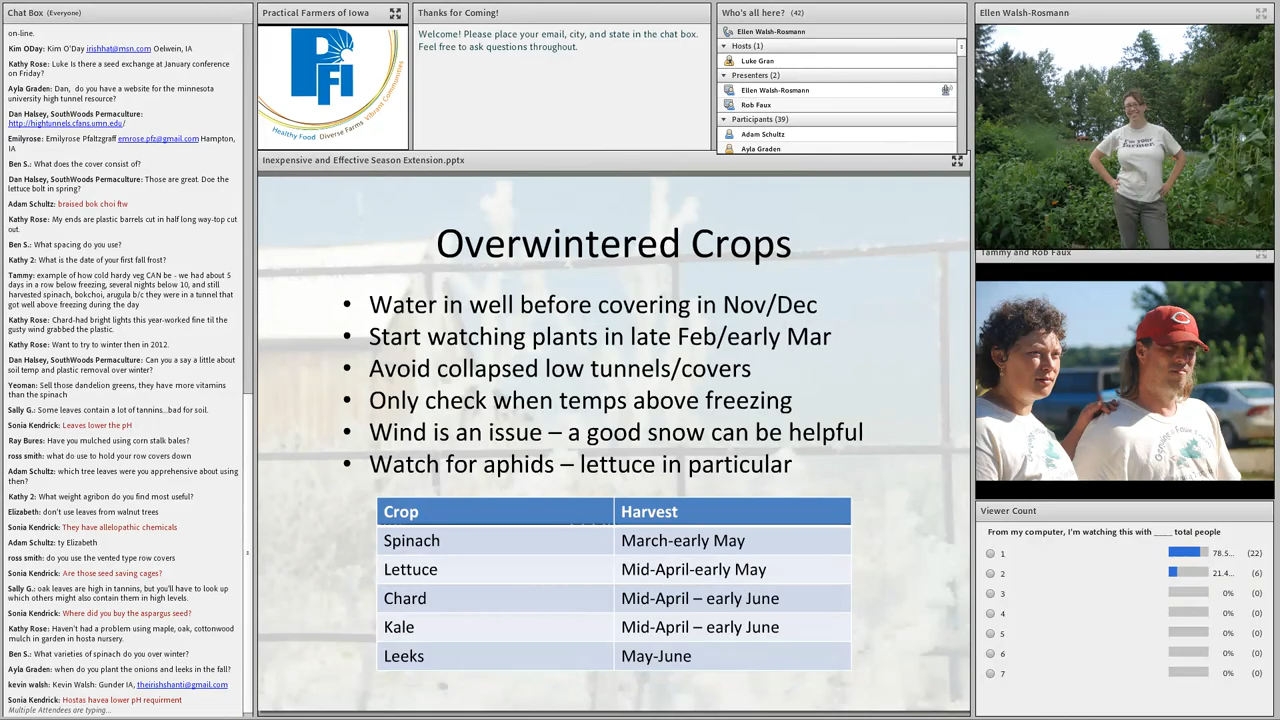 Chat Box (Everyone)
on-line.
Kim ODay: Kim O'Day irishhat@msn.com Oelwein, IA
Kathy Rose: Luke Is there a seed exchange at January conference
on Friday?
Ayla Graden: Dan, do you have a website for the minnesota
university high tunnel resource?
Dan Halsey, SouthWoods Permaculture:
http://hightunnels.cfans.umn.edu/
Emilyrose: Emilyrose Pfaltzgraff emrose.pfz@gmail.com Hampton,
IA
Ben S.: What does the cover consist of?
Dan Halsey, SouthWoods Permaculture: Those are great. Doe the
lettuce bolt in spring?
Adam Schultz: braised bok choi ftw
Kathy Rose: My ends are plastic barrels cut in half long way-top cut
out.
Ben S.: What spacing do you use?
Kathy 2: What is the date of your first fall frost?
Tammy: example of how cold hardy veg CAN be - we had about 5
days in a row below freezing, several nights below 10, and still
harvested spinach, bokchoi, arugula b/c they were in a tunnel that
got well above freezing during the day
Kathy Rose: Chard-had bright lights this year-worked fine til the
gusty wind grabbed the plastic.
Kathy Rose: Want to try to winter then in 2012.
Dan Halsey, SouthWoods Permaculture: Can you a say a little about
soil temp and plastic removal over winter?
Yeoman: Sell those dandelion greens, they have more vitamins
than the spinach
Sally G.: Some leaves contain a lot of tannins...bad for soil.
Sonia Kendrick: Leaves lower the pH
Ray Bures: Have you mulched using corn stalk bales?
ross smith: what do use to hold your row covers down
Adam Schultz: which tree leaves were you apprehensive about using
then?
Kathy 2: What weight agribon do you find most useful?
Elizabeth: don't use leaves from walnut trees
Sonia Kendrick: They have allelopathic chemicals
Adam Schultz: ty Elizabeth
ross smith: do you use the vented type row covers
Sonia Kendrick: Are those seed saving cages?
Sally G.: oak leaves are high in tannins, but you'll have to look up
which others might also contain them in high levels.
Sonia Kendrick: Where did you buy the aspargus seed?
Kathy Rose: Haven't had a problem using maple, oak, cottonwood
mulch in garden in hosta nursery.
Ben S.: What varieties of spinach do you over winter?
Ayla Graden: when do you plant the onions and leeks in the fall?
kevin walsh: Kevin Walsh: Gunder IA, theirishshanti@gmail.com
Sonia Kendrick: Hostas havea lower pH requirment
Multiple Attendees are typing...
Practical Farmers of Iowa
PFI
Healthy Food Diverse Farms Vibrant Communities
Thanks for Coming!
Welcome! Please place your email, city, and state in the chat box.
Feel free to ask questions throughout.
Who's all here? (42)
Ellen Walsh-Rosmann
Hosts (1)
Luke Gran
Presenters (2)
Ellen Walsh-Rosmann
Rob Faux
Participants (39)
Adam Schultz
Ayla Graden
Inexpensive and Effective Season Extension.pptx
Overwintered Crops
• Water in well before covering in Nov/Dec
• Start watching plants in late Feb/early Mar
• Avoid collapsed low tunnels/covers
• Only check when temps above freezing
• Wind is an issue – a good snow can be helpful
• Watch for aphids – lettuce in particular
Crop Harvest
Spinach March-early May
Lettuce Mid-April-early May
Chard Mid-April – early June
Kale Mid-April – early June
Leeks May-June
Ellen Walsh-Rosmann
I'm your
farmer.
Tammy and Rob Faux
Viewer Count
From my computer, I'm watching this with ____ total people
1 78.5... (22)
2 21.4... (6)
3 0% (0)
4 0% (0)
5 0% (0)
6 0% (0)
7 0% (0)